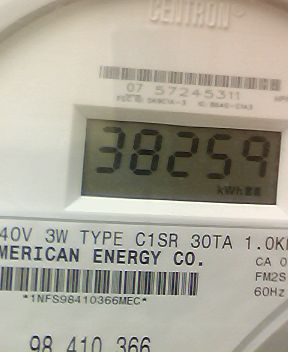 CENTRON®
07 57245311
38259
kWh
40V 3W TYPE C1SR 30TA 1.0K
MERICAN ENERGY CO.
CA 0
FM2S
60Hz
*1NFS98410366MEC*
98 410 366